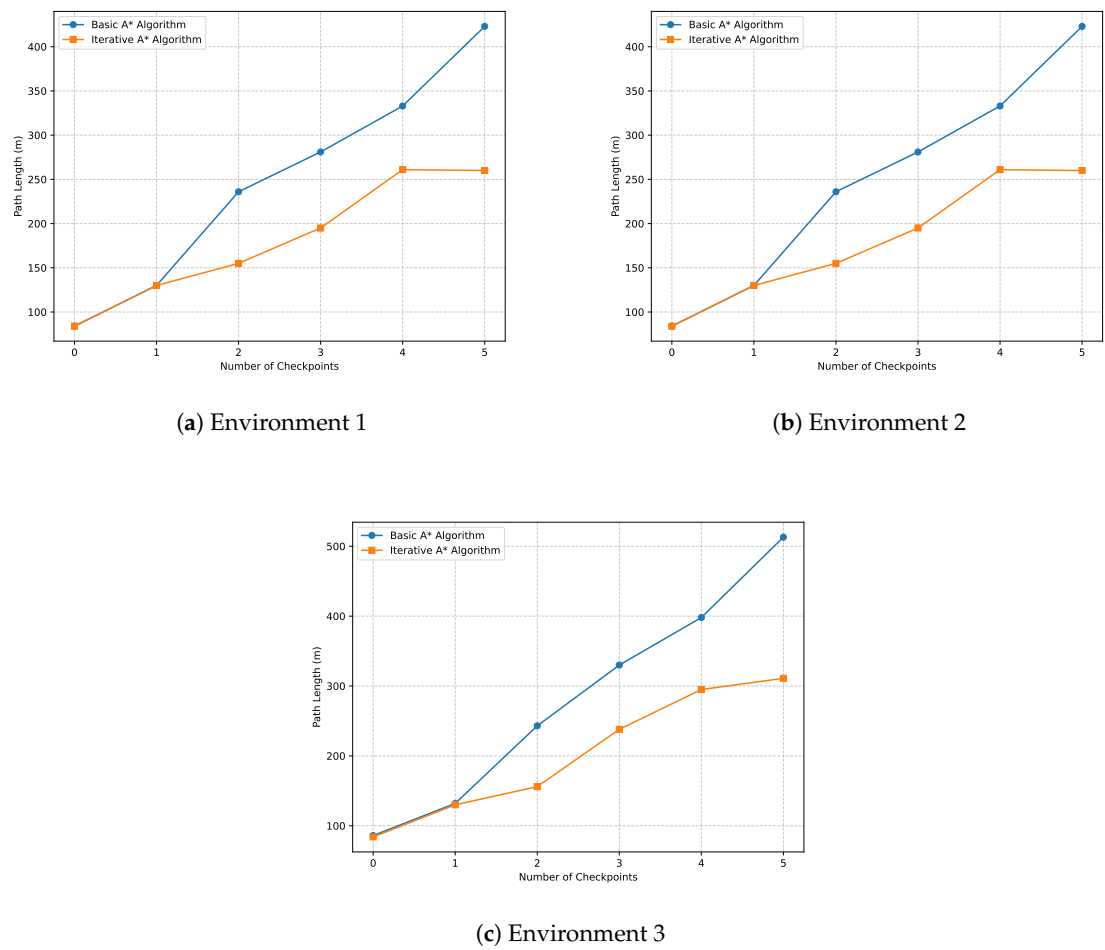 Basic A* Algorithm
Iterative A* Algorithm
400
350
300
250
200
150
100
Path Length (m)
0 1 2 3 4 5
Number of Checkpoints
(a) Environment 1
Basic A* Algorithm
Iterative A* Algorithm
400
350
300
250
200
150
100
Path Length (m)
0 1 2 3 4 5
Number of Checkpoints
(b) Environment 2
Basic A* Algorithm
Iterative A* Algorithm
500
400
300
200
100
Path Length (m)
0 1 2 3 4 5
Number of Checkpoints
(c) Environment 3